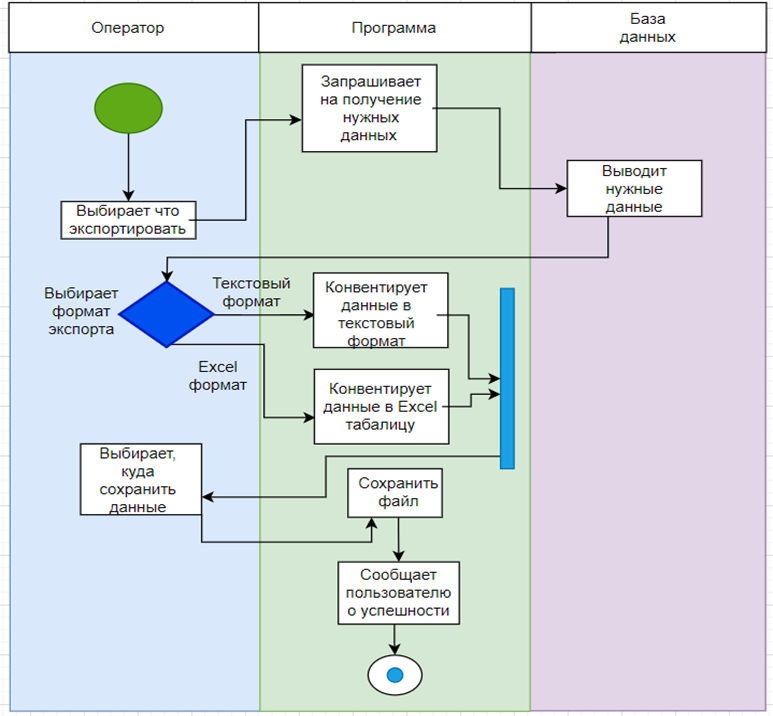 Оператор
Программа
База
данных
Запрашивает
на получение
нужных
данных
Выводит
нужные
данные
Выбирает что
экспортировать
Выбирает
формат
экспорта
Текстовый
формат
Конвентирует
данные в
текстовый
формат
Excel
формат
Конвентирует
данные в Excel
табалицу
Выбирает,
куда
сохранить
данные
Сохранить
файл
Сообщает
пользователю
о успешности